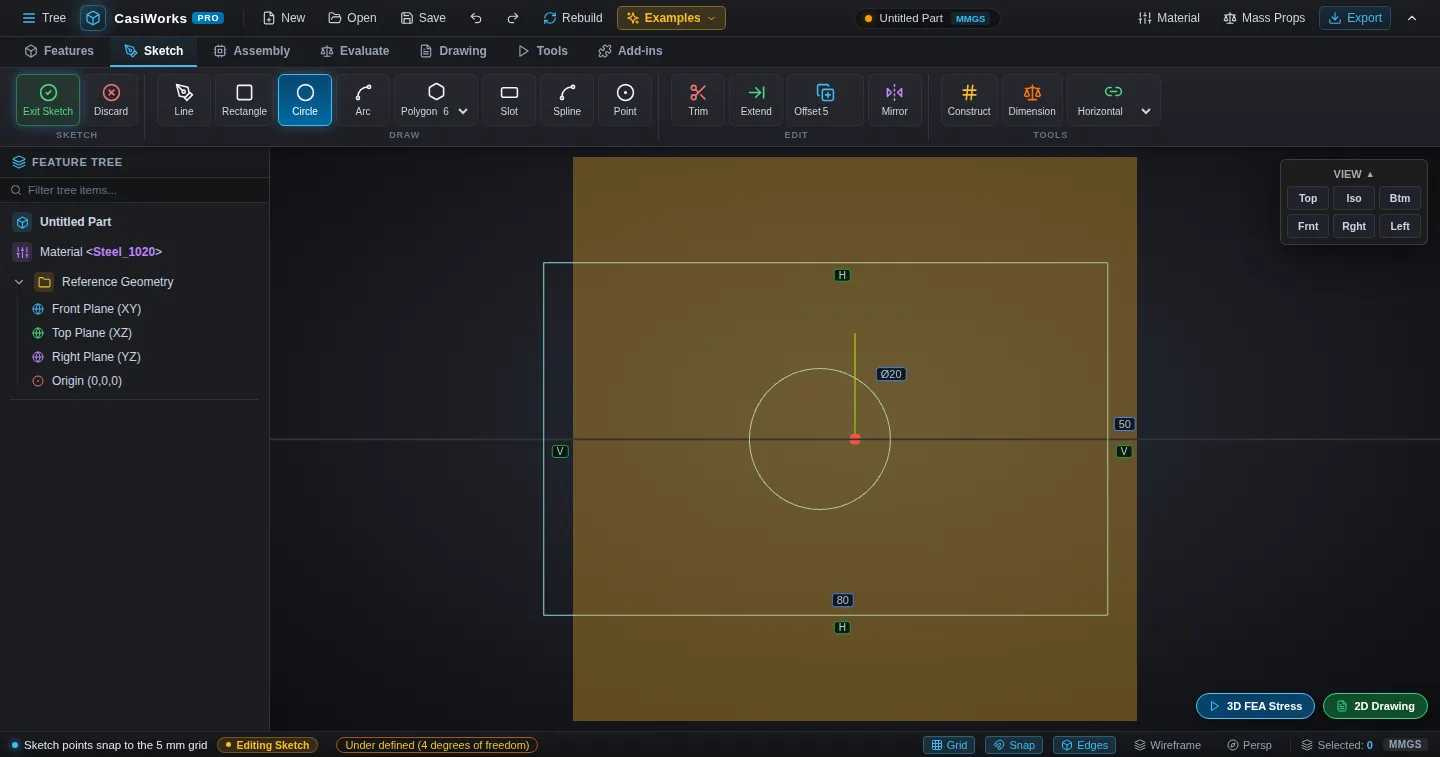 Tree CasiWorks PRO New Open Save Rebuild Examples Untitled Part MMGS Material Mass Props Export
Features Sketch Assembly Evaluate Drawing Tools Add-ins
Exit Sketch Discard Line Rectangle Circle Arc Polygon 6 Slot Spline Point Trim Extend Offset 5 Mirror Construct Dimension Horizontal
SKETCH DRAW EDIT TOOLS
FEATURE TREE
Filter tree items...
Untitled Part
Material <Steel_1020>
Reference Geometry
Front Plane (XY)
Top Plane (XZ)
Right Plane (YZ)
Origin (0,0,0)
VIEW ▲
Top Iso Btm
Frnt Rght Left
H
Ø20
50
V V
80
H
3D FEA Stress 2D Drawing
Sketch points snap to the 5 mm grid Editing Sketch Under defined (4 degrees of freedom) Grid Snap Edges Wireframe Persp Selected: 0 MMGS